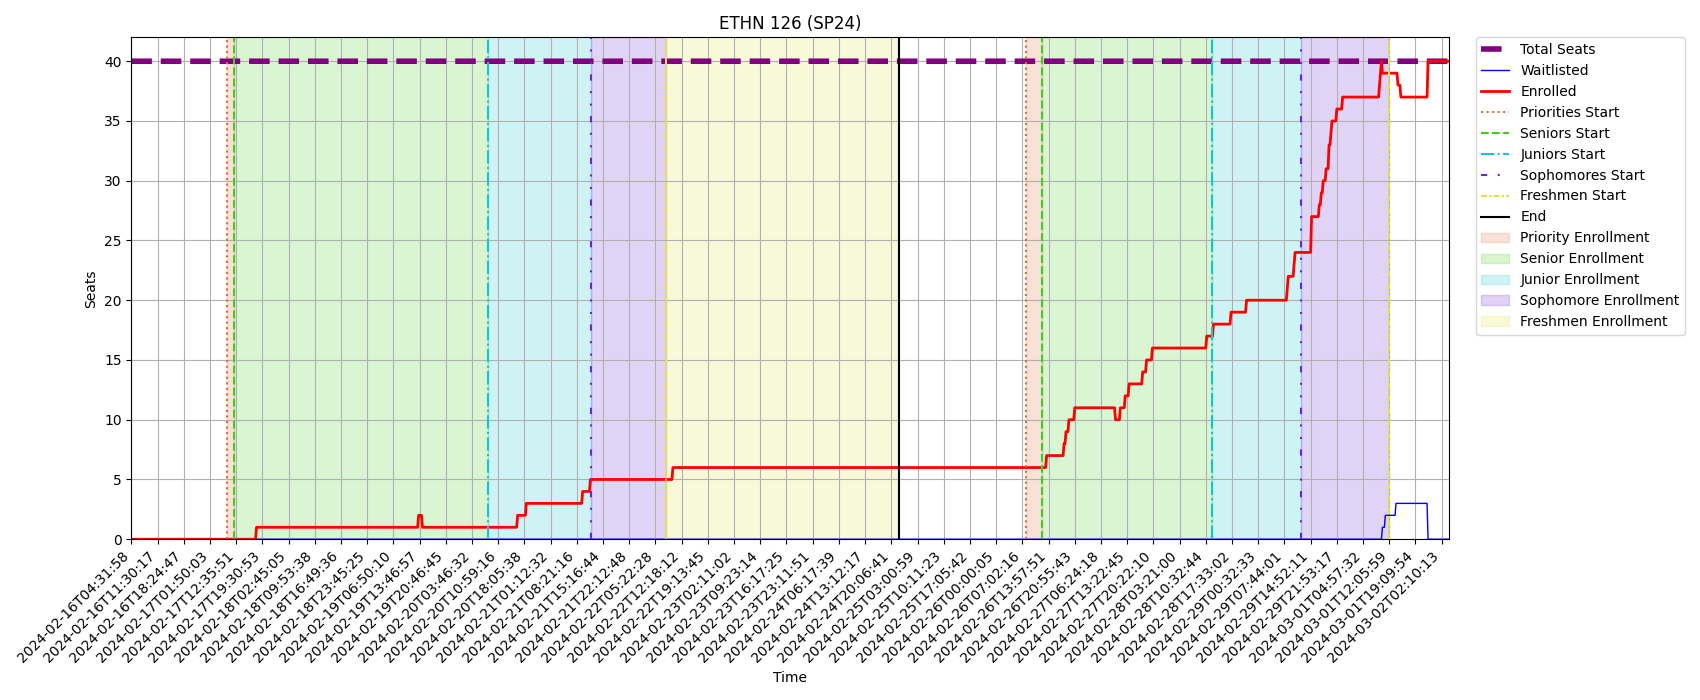 ETHN 126 (SP24)
Seats
40
35
30
25
20
15
10
5
0
2024-02-16T04:31:58
2024-02-16T11:30:17
2024-02-16T18:24:47
2024-02-17T01:50:03
2024-02-17T12:35:51
2024-02-17T19:30:53
2024-02-18T02:45:05
2024-02-18T09:53:38
2024-02-18T16:49:36
2024-02-18T23:45:25
2024-02-19T06:50:10
2024-02-19T13:46:57
2024-02-19T20:46:45
2024-02-20T03:46:32
2024-02-20T10:59:16
2024-02-20T18:05:38
2024-02-21T01:12:32
2024-02-21T08:21:16
2024-02-21T15:16:44
2024-02-21T22:12:48
2024-02-22T05:22:28
2024-02-22T12:18:12
2024-02-22T19:13:45
2024-02-23T02:11:02
2024-02-23T09:23:14
2024-02-23T16:17:25
2024-02-23T23:11:51
2024-02-24T06:17:39
2024-02-24T13:12:17
2024-02-24T20:06:41
2024-02-25T03:00:59
2024-02-25T10:11:23
2024-02-25T17:05:42
2024-02-26T00:00:05
2024-02-26T07:02:16
2024-02-26T13:57:51
2024-02-26T20:55:43
2024-02-27T06:24:18
2024-02-27T13:22:45
2024-02-27T20:22:10
2024-02-28T03:21:00
2024-02-28T10:32:44
2024-02-28T17:33:02
2024-02-29T00:32:33
2024-02-29T07:44:01
2024-02-29T14:52:11
2024-02-29T21:53:17
2024-03-01T04:57:32
2024-03-01T12:05:59
2024-03-01T19:09:54
2024-03-02T02:10:13
Time
Total Seats
Waitlisted
Enrolled
Priorities Start
Seniors Start
Juniors Start
Sophomores Start
Freshmen Start
End
Priority Enrollment
Senior Enrollment
Junior Enrollment
Sophomore Enrollment
Freshmen Enrollment